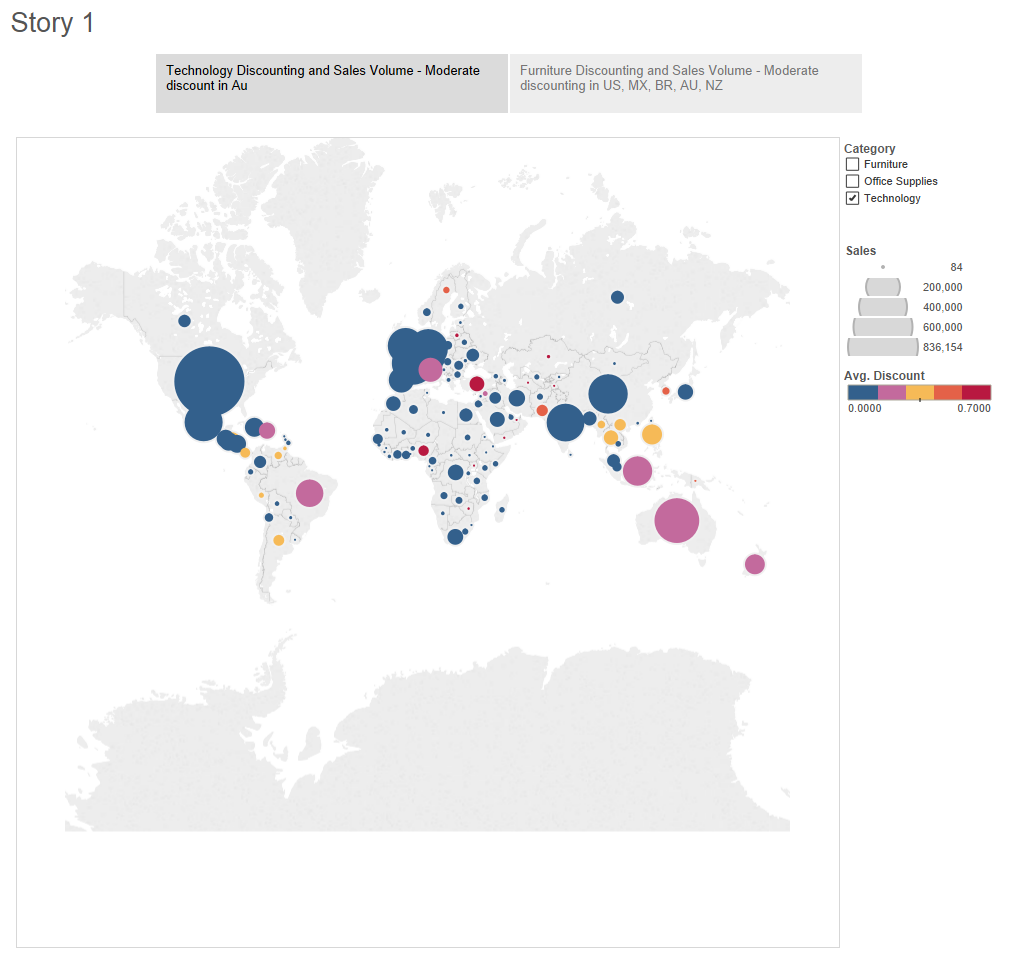 Story 1
Technology Discounting and Sales Volume - Moderate
discount in Au
Furniture Discounting and Sales Volume - Moderate
discounting in US, MX, BR, AU, NZ
Category
Furniture
Office Supplies
Technology
Sales
84
200,000
400,000
600,000
836,154
Avg. Discount
0.0000 0.7000